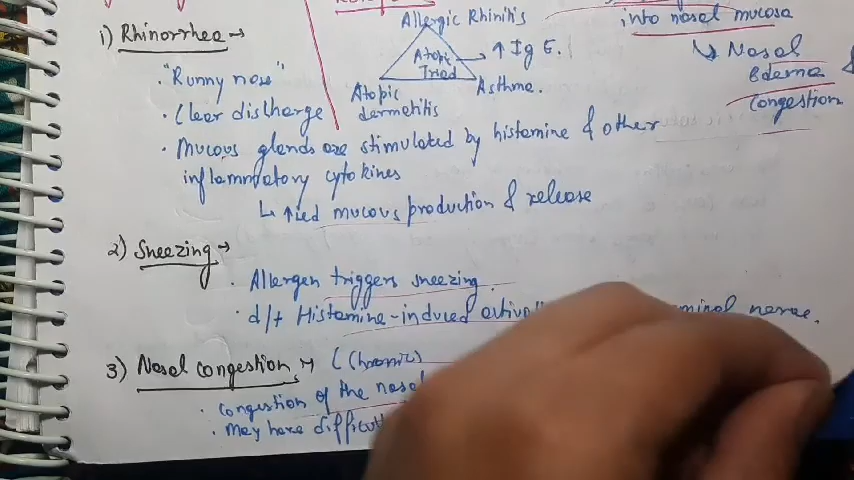 Allergic Rhinitis
into nasal mucosa
i) Rhinorrhea →
Atopic Triad → ↑ Ig E.
↳ Nasal
Edema &
congestion
. "Runny nose"
Atopic dermatitis
Asthma.
. Clear discharge
. Mucous glands are stimulated by histamine & other
inflammatory cytokines
↳ ↑ed mucous production & release
2) Sneezing →
. Allergen triggers sneezing.
. d/t Histamine-induced nerve.
3) Nasal congestion → (Chronic)
. congestion of the nasal
. May have